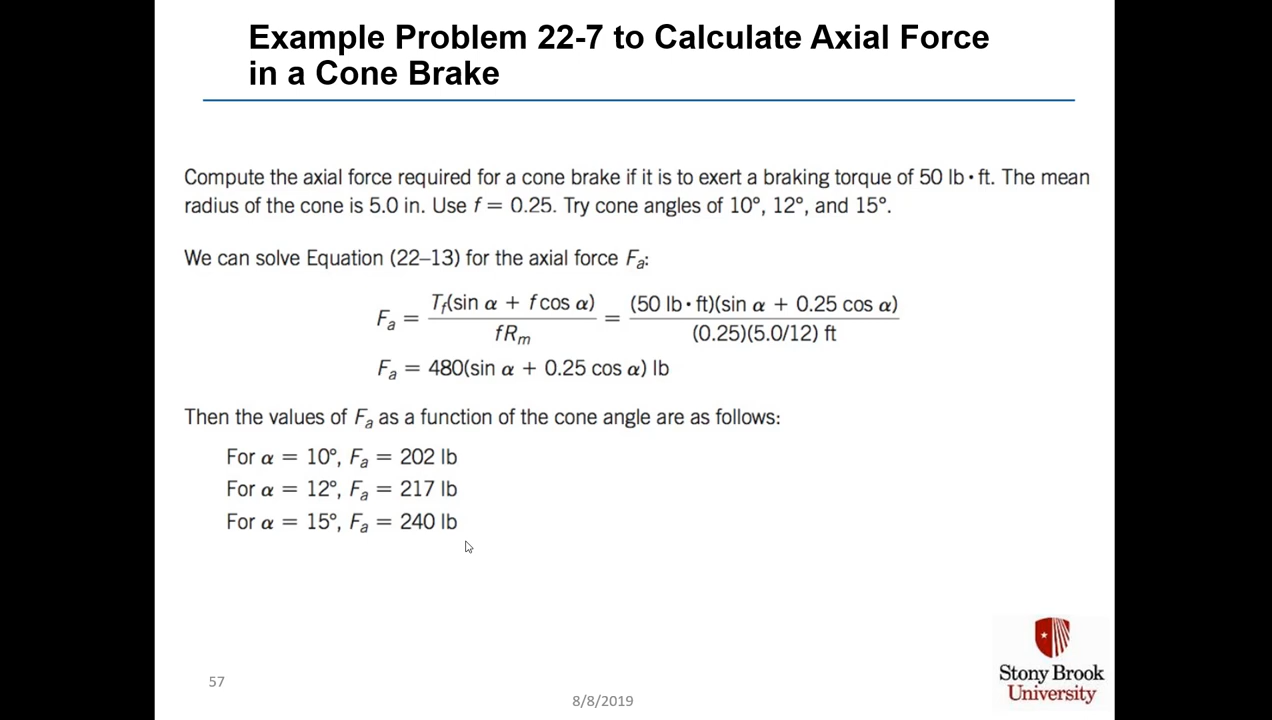 Example Problem 22-7 to Calculate Axial Force
in a Cone Brake
Compute the axial force required for a cone brake if it is to exert a braking torque of 50 lb • ft. The mean
radius of the cone is 5.0 in. Use f = 0.25. Try cone angles of 10°, 12°, and 15°.
We can solve Equation (22–13) for the axial force Fₐ:
Fₐ = T_f(sin α + f cos α) / fR_m = (50 lb • ft)(sin α + 0.25 cos α) / (0.25)(5.0/12) ft
Fₐ = 480(sin α + 0.25 cos α) lb
Then the values of Fₐ as a function of the cone angle are as follows:
For α = 10°, Fₐ = 202 lb
For α = 12°, Fₐ = 217 lb
For α = 15°, Fₐ = 240 lb
Stony Brook
University
57
8/8/2019